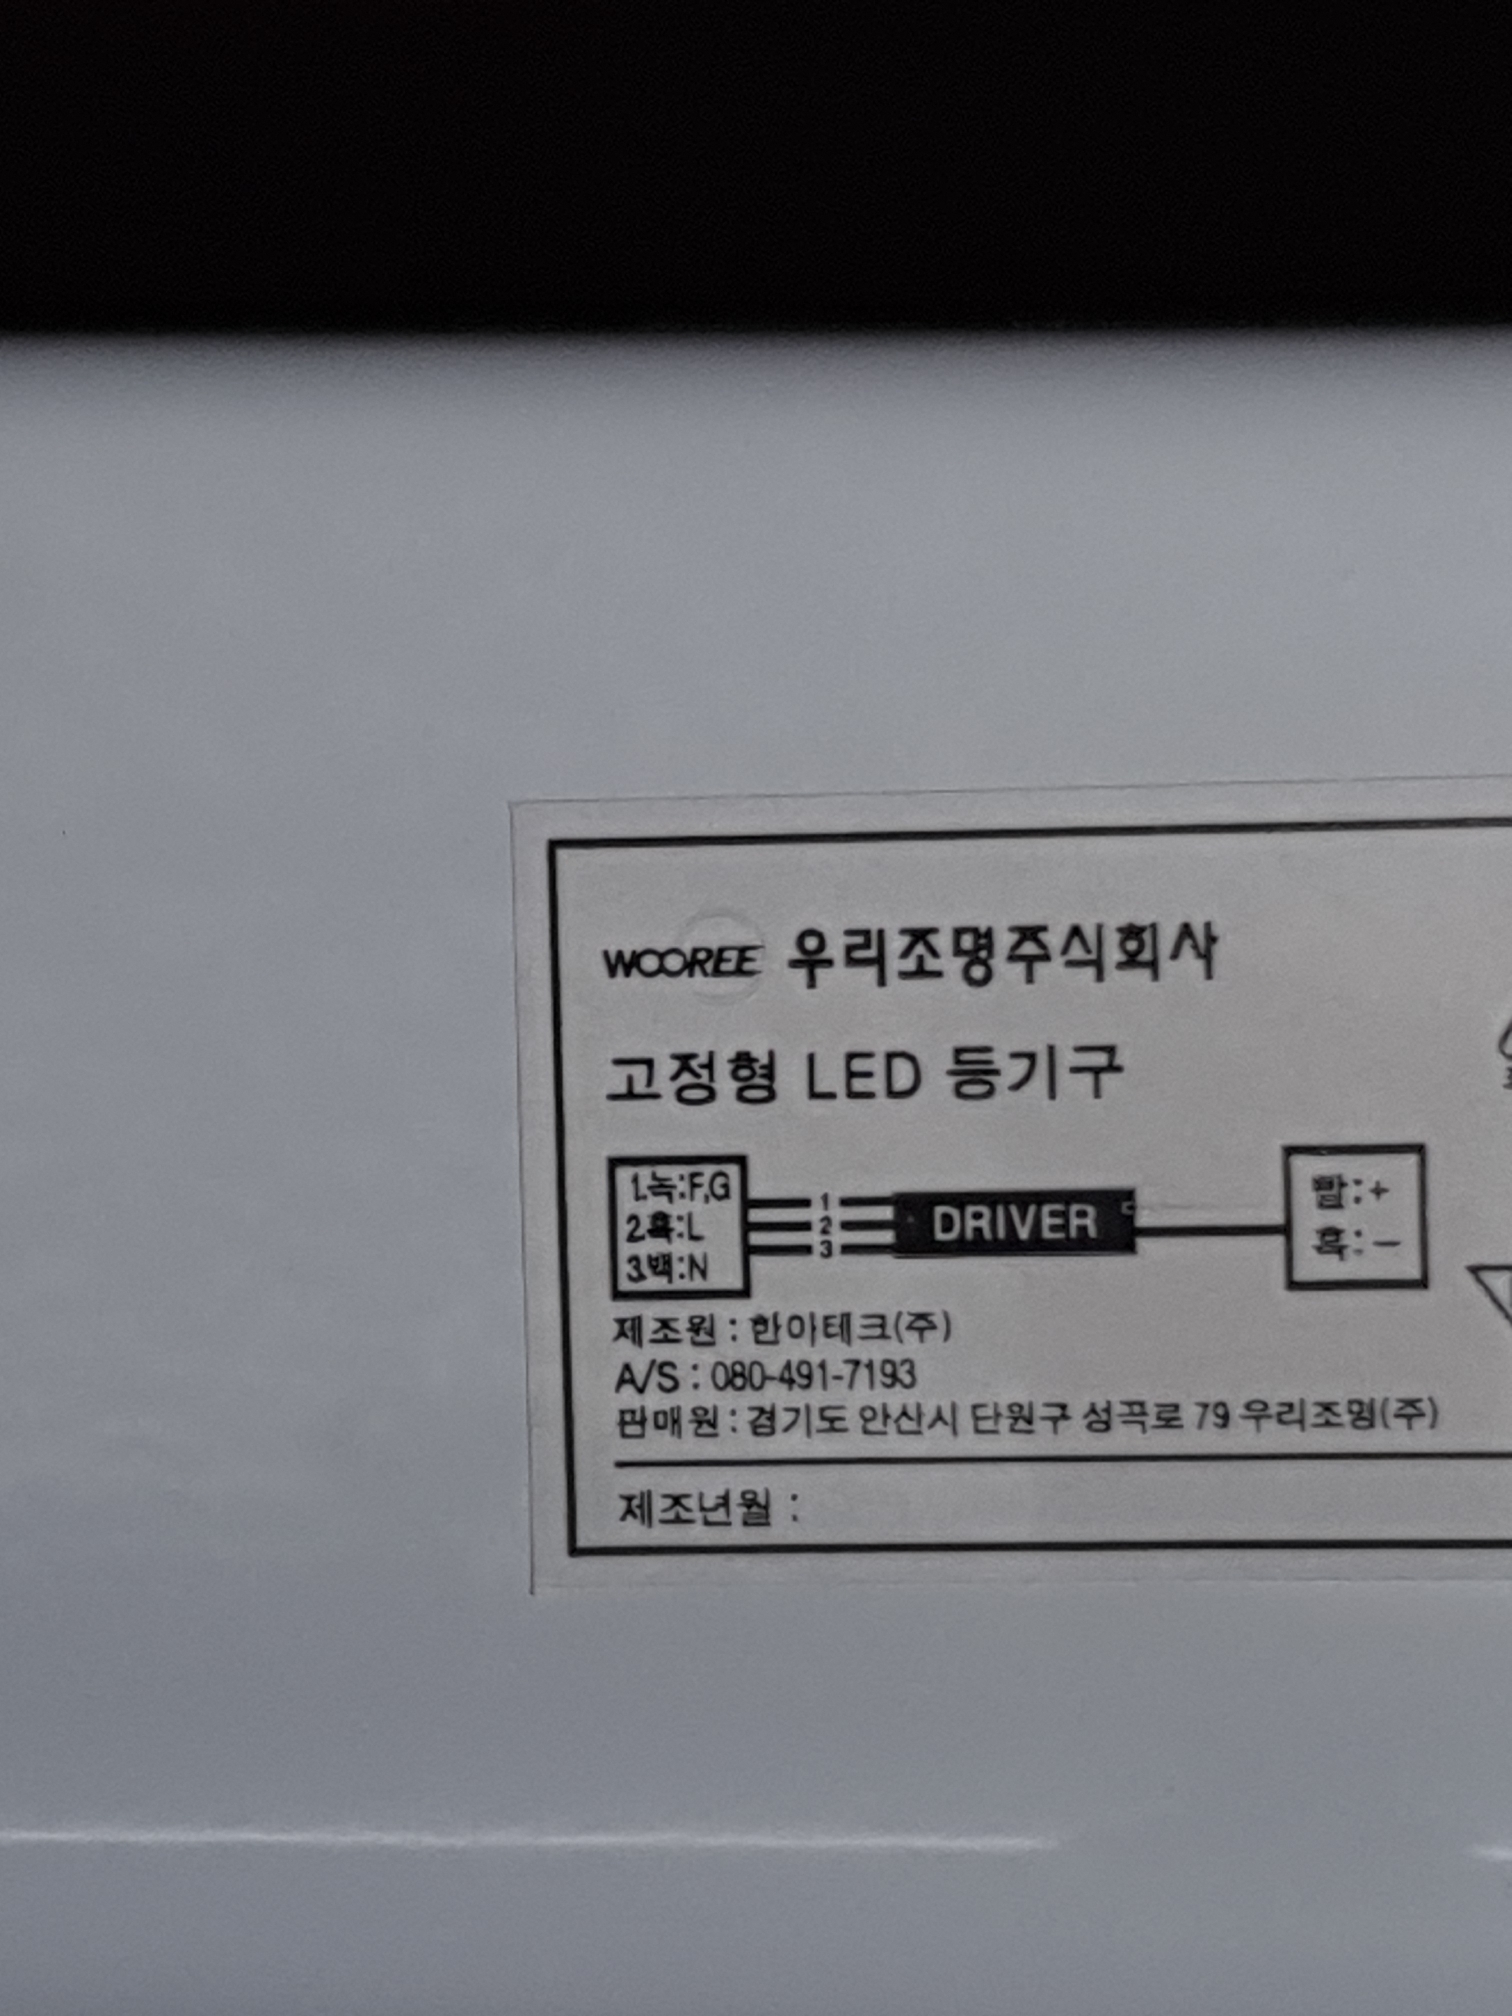 WOOREE 우리조명주식회사
고정형 LED 등기구
1.녹:F,G
2.흑:L
3.백:N
1
2
3
DRIVER
빨:+
흑:-
제조원 : 한아테크(주)
A/S : 080-491-7193
판매원 : 경기도 안산시 단원구 성곡로 79 우리조명(주)
제조년월 :